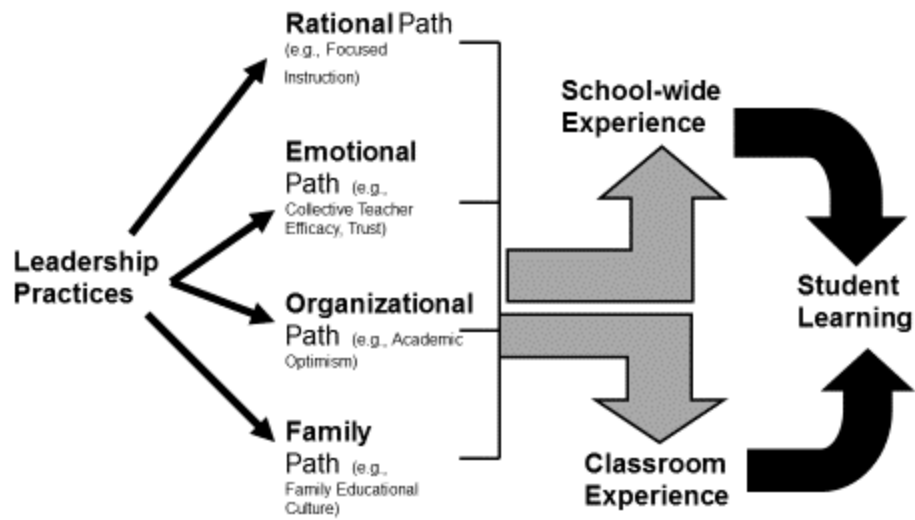 Rational Path
(e.g., Focused
Instruction)
Emotional
Path (e.g.,
Collective Teacher
Efficacy, Trust)
Leadership
Practices
Organizational
Path (e.g., Academic
Optimism)
Family
Path (e.g.,
Family Educational
Culture)
School-wide
Experience
Classroom
Experience
Student
Learning